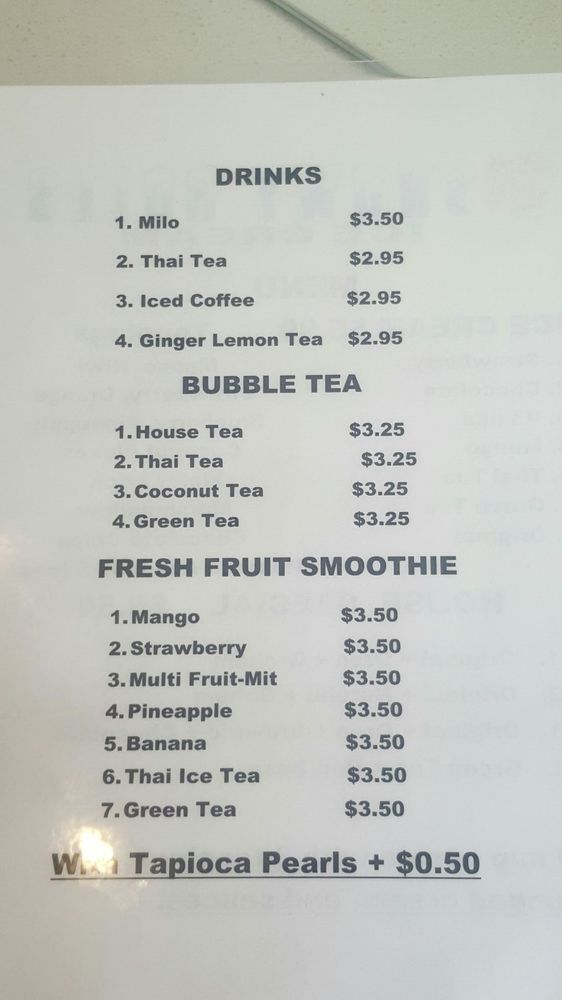 DRINKS
1. Milo $3.50
2. Thai Tea $2.95
3. Iced Coffee $2.95
4. Ginger Lemon Tea $2.95
BUBBLE TEA
1. House Tea $3.25
2. Thai Tea $3.25
3. Coconut Tea $3.25
4. Green Tea $3.25
FRESH FRUIT SMOOTHIE
1. Mango $3.50
2. Strawberry $3.50
3. Multi Fruit-Mit $3.50
4. Pineapple $3.50
5. Banana $3.50
6. Thai Ice Tea $3.50
7. Green Tea $3.50
With Tapioca Pearls + $0.50